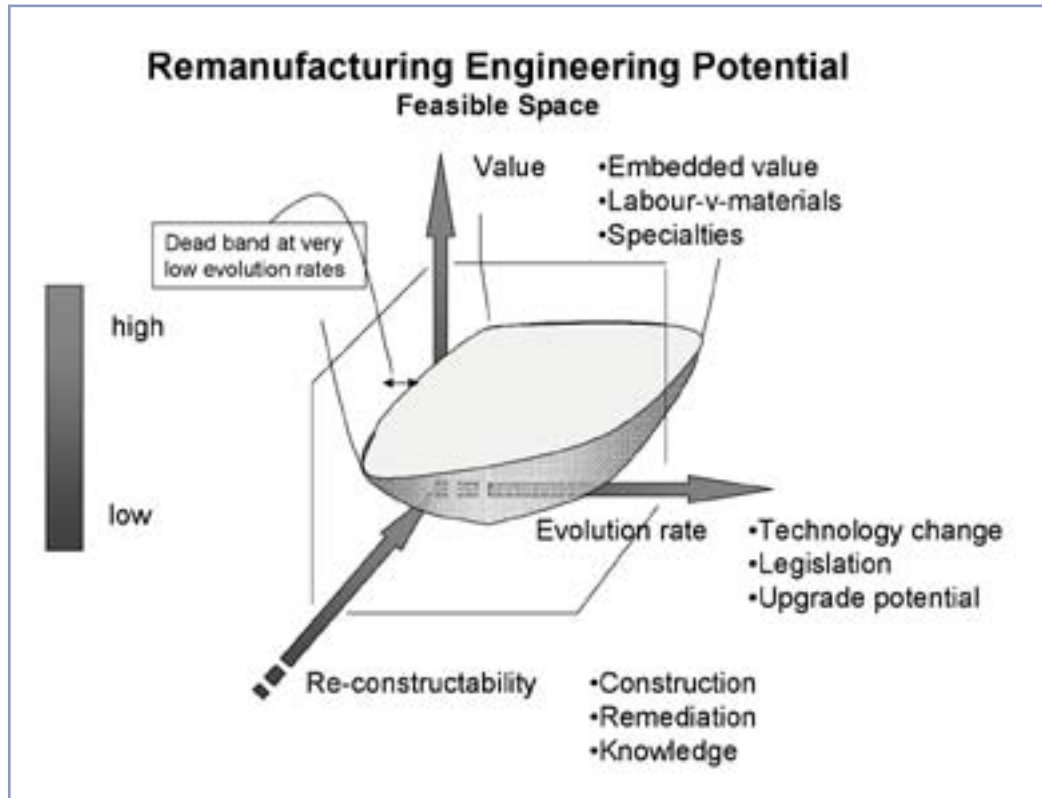 Remanufacturing Engineering Potential
Feasible Space
Value
•Embedded value
•Labour-v-materials
•Specialties
Dead band at very
low evolution rates
high
low
Evolution rate
•Technology change
•Legislation
•Upgrade potential
Re-constructability
•Construction
•Remediation
•Knowledge